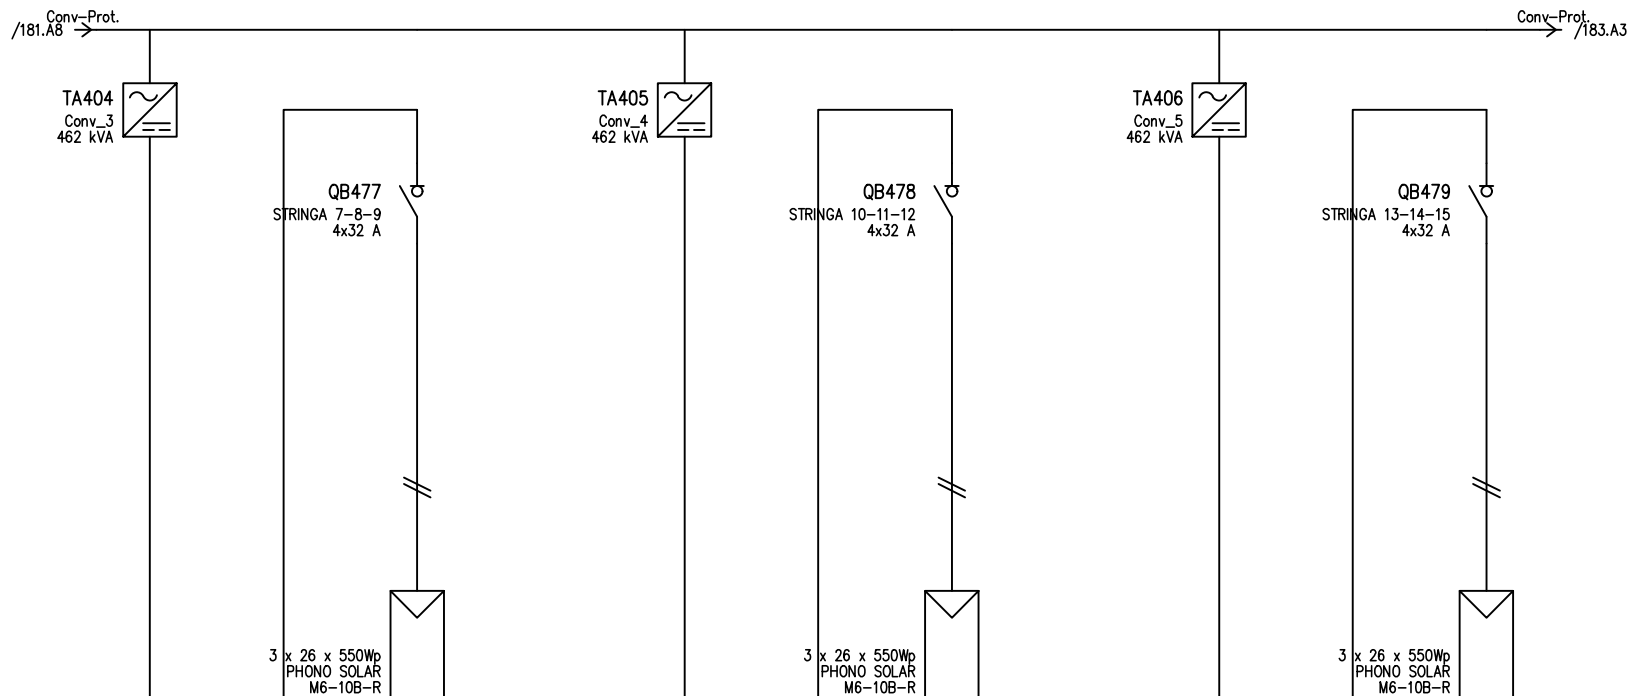 Conv-Prot.
/181.A8
Conv-Prot.
/183.A3
TA404
Conv_3
462 kVA
TA405
Conv_4
462 kVA
TA406
Conv_5
462 kVA
QB477
STRINGA 7-8-9
4x32 A
QB478
STRINGA 10-11-12
4x32 A
QB479
STRINGA 13-14-15
4x32 A
3 x 26 x 550Wp
PHONO SOLAR
M6-10B-R
3 x 26 x 550Wp
PHONO SOLAR
M6-10B-R
3 x 26 x 550Wp
PHONO SOLAR
M6-10B-R